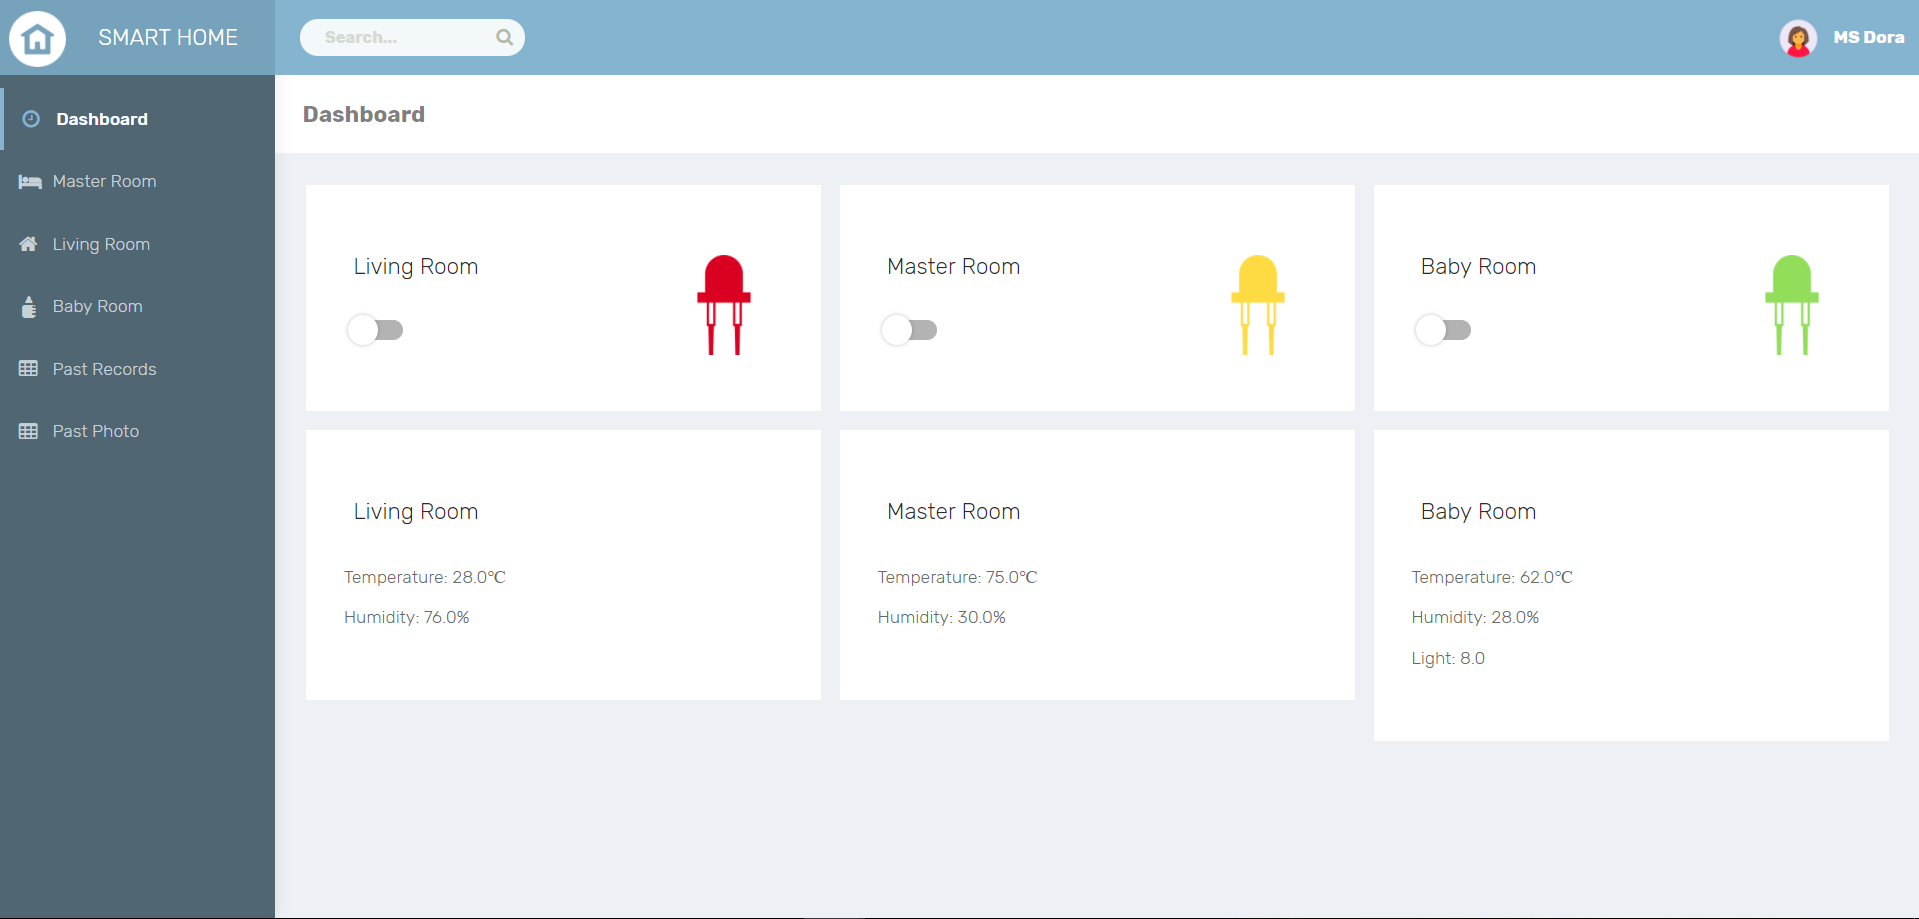 SMART HOME
Search...
MS Dora
Dashboard
Master Room
Living Room
Baby Room
Past Records
Past Photo
Dashboard
Living Room
Master Room
Baby Room
Living Room
Temperature: 28.0℃
Humidity: 76.0%
Master Room
Temperature: 75.0℃
Humidity: 30.0%
Baby Room
Temperature: 62.0℃
Humidity: 28.0%
Light: 8.0